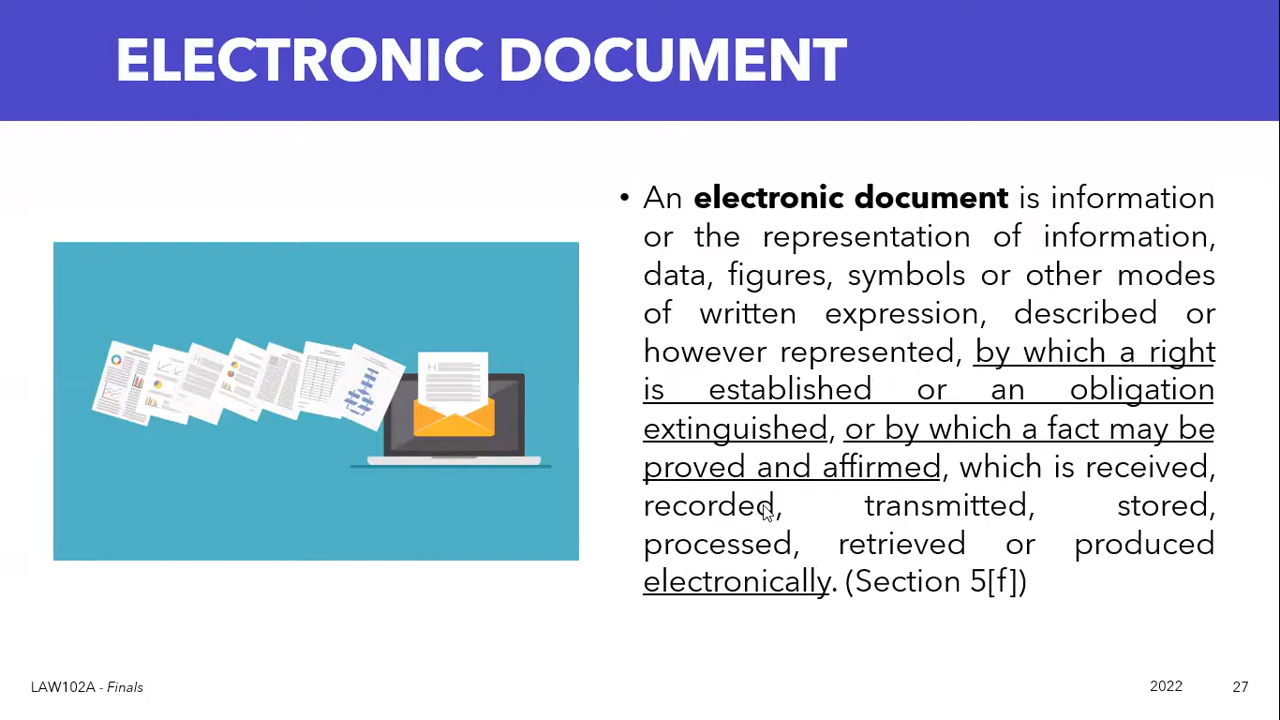 ELECTRONIC DOCUMENT
• An electronic document is information
or the representation of information,
data, figures, symbols or other modes
of written expression, described or
however represented, by which a right
is established or an obligation
extinguished, or by which a fact may be
proved and affirmed, which is received,
recorded, transmitted, stored,
processed, retrieved or produced
electronically. (Section 5[f])
LAW102A - Finals
2022
27